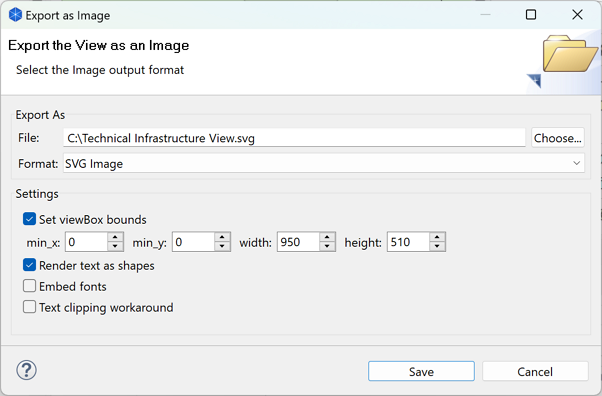 Export as Image
Export the View as an Image
Select the Image output format
Export As
File: C:\Technical Infrastructure View.svg Choose...
Format: SVG Image
Settings
Set viewBox bounds
min_x: 0 min_y: 0 width: 950 height: 510
Render text as shapes
Embed fonts
Text clipping workaround
? Save Cancel